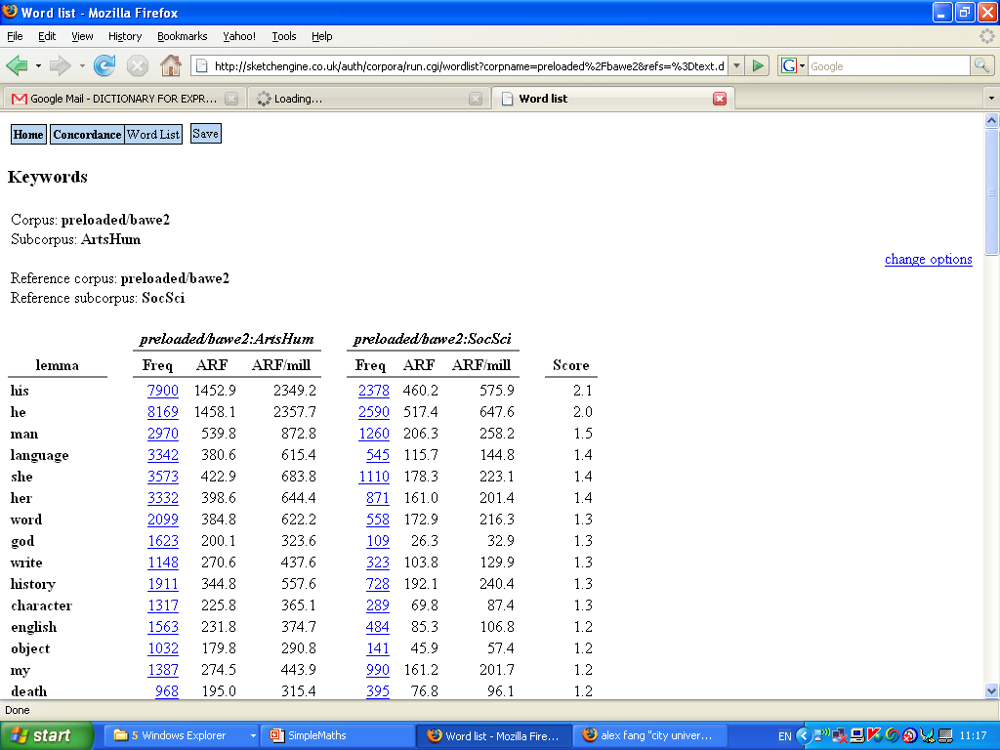 Word list - Mozilla Firefox
File Edit View History Bookmarks Yahoo! Tools Help
http://sketchengine.co.uk/auth/corpora/run.cgi/wordlist?corpname=preloaded%2Fbawe2&refs=%3Dtext.d
G Google
Google Mail - DICTIONARY FOR EXPR... Loading... Word list
Home Concordance Word List Save
Keywords
Corpus: preloaded/bawe2
Subcorpus: ArtsHum
change options
Reference corpus: preloaded/bawe2
Reference subcorpus: SocSci
preloaded/bawe2:ArtsHum preloaded/bawe2:SocSci
lemma Freq ARF ARF/mill Freq ARF ARF/mill Score
his 7900 1452.9 2349.2 2378 460.2 575.9 2.1
he 8169 1458.1 2357.7 2590 517.4 647.6 2.0
man 2970 539.8 872.8 1260 206.3 258.2 1.5
language 3342 380.6 615.4 545 115.7 144.8 1.4
she 3573 422.9 683.8 1110 178.3 223.1 1.4
her 3332 398.6 644.4 871 161.0 201.4 1.4
word 2099 384.8 622.2 558 172.9 216.3 1.3
god 1623 200.1 323.6 109 26.3 32.9 1.3
write 1148 270.6 437.6 323 103.8 129.9 1.3
history 1911 344.8 557.6 728 192.1 240.4 1.3
character 1317 225.8 365.1 289 69.8 87.4 1.3
english 1563 231.8 374.7 484 85.3 106.8 1.2
object 1032 179.8 290.8 141 45.9 57.4 1.2
my 1387 274.5 443.9 990 161.2 201.7 1.2
death 968 195.0 315.4 395 76.8 96.1 1.2
Done
start 5 Windows Explorer SimpleMaths Word list - Mozilla Fire... alex fang "city univer... EN 11:17